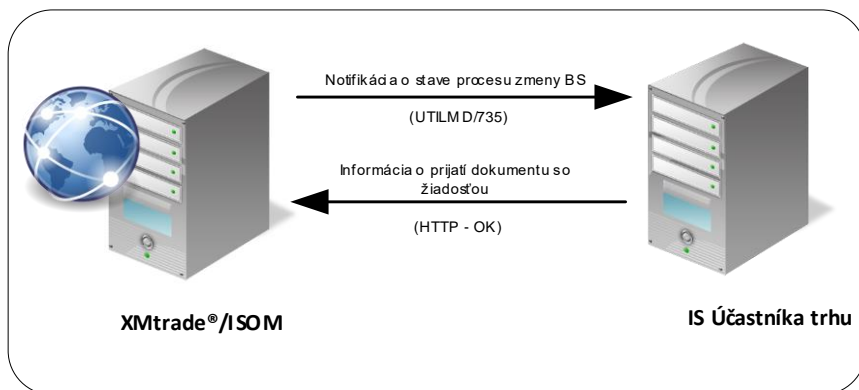 Notifikácia o stave procesu zmeny BS
(UTILMD/735)
Informácia o prijatí dokumentu so
žiadosťou
(HTTP - OK)
XMtrade®/ISOM
IS Účastníka trhu